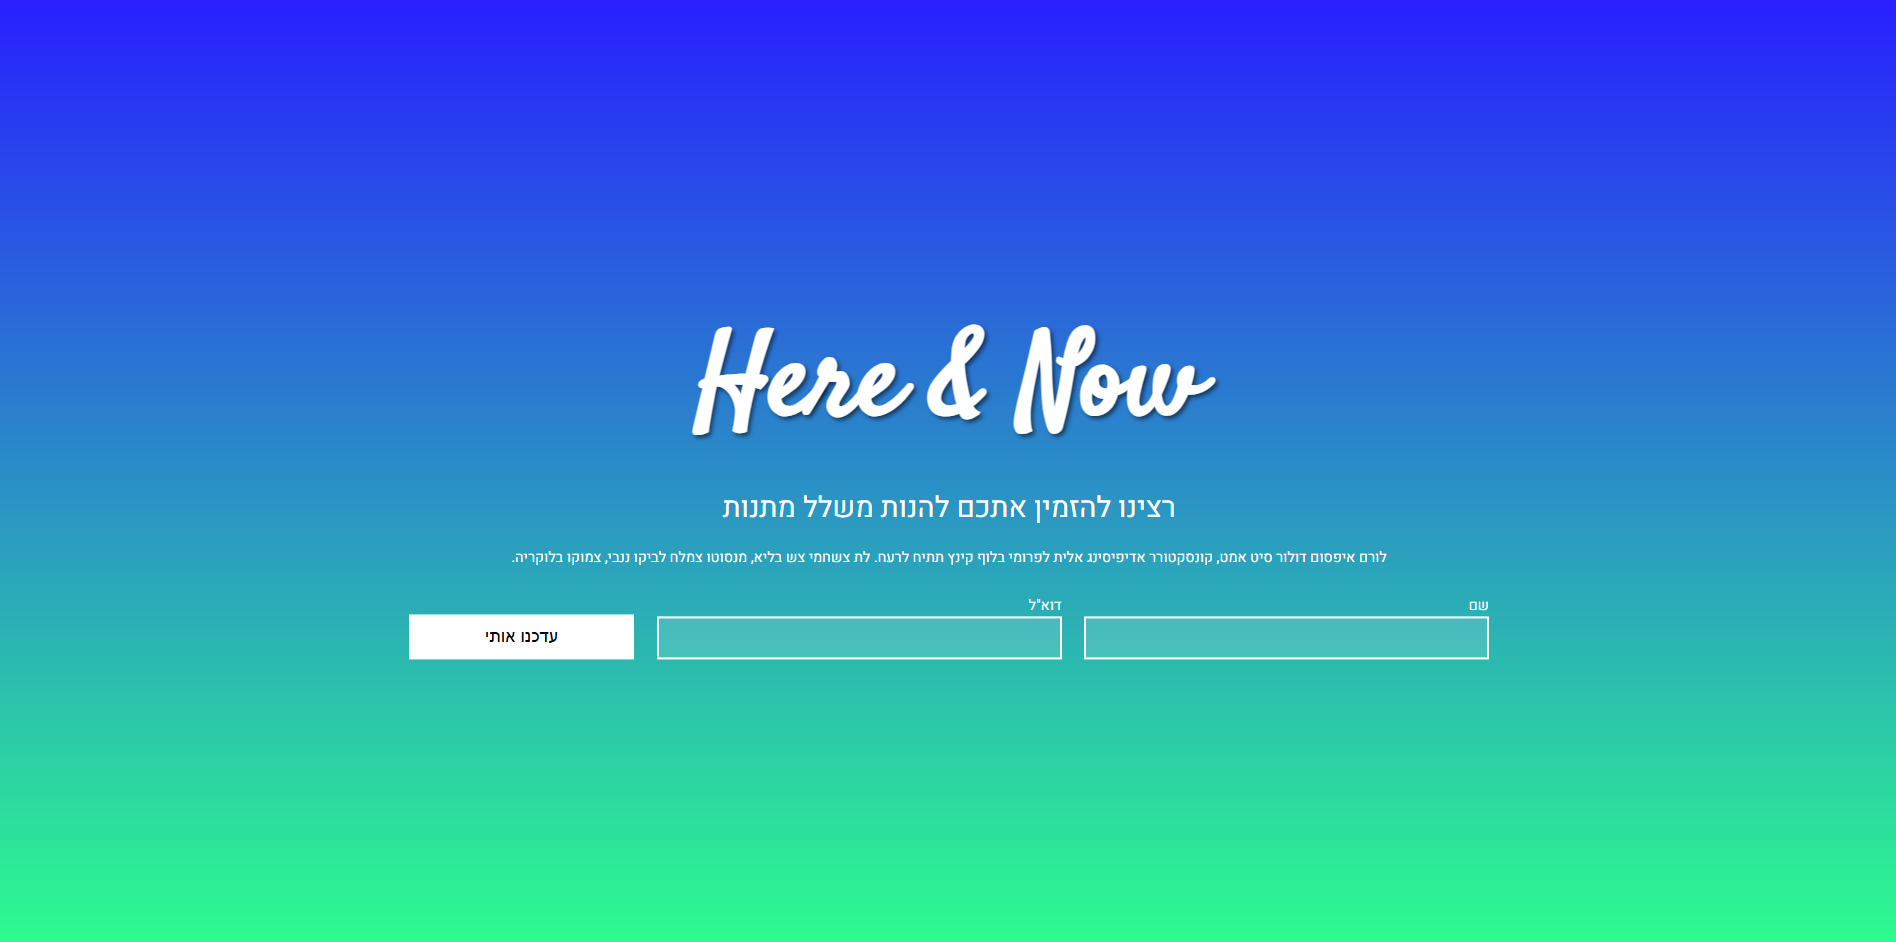 Here & Now
רצינו להזמין אתכם להנות משלל מתנות
לורם איפסום דולור סיט אמט, קונסקטורר אדיפיסינג אלית לפרומי בלוף קינץ תתיח לרעח. לת צשחמי צש בליא, מנסוטו צמלח לביקו ננבי, צמוקו בלוקריה.
שם
דוא"ל
עדכנו אותי